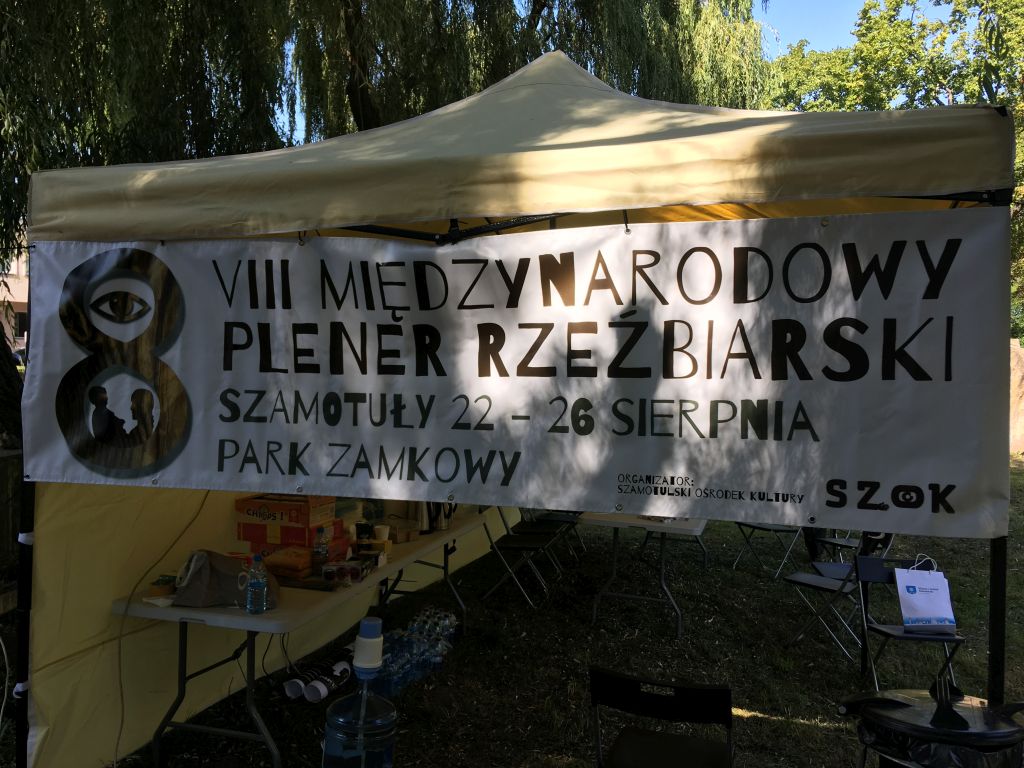 VIII MIĘDZYNARODOWY
PLENER RZEŹBIARSKI
SZAMOTUŁY 22 - 26 SIERPNIA
PARK ZAMKOWY
ORGANIZATOR:
SZAMOTULSKI OŚRODEK KULTURY
SZOK